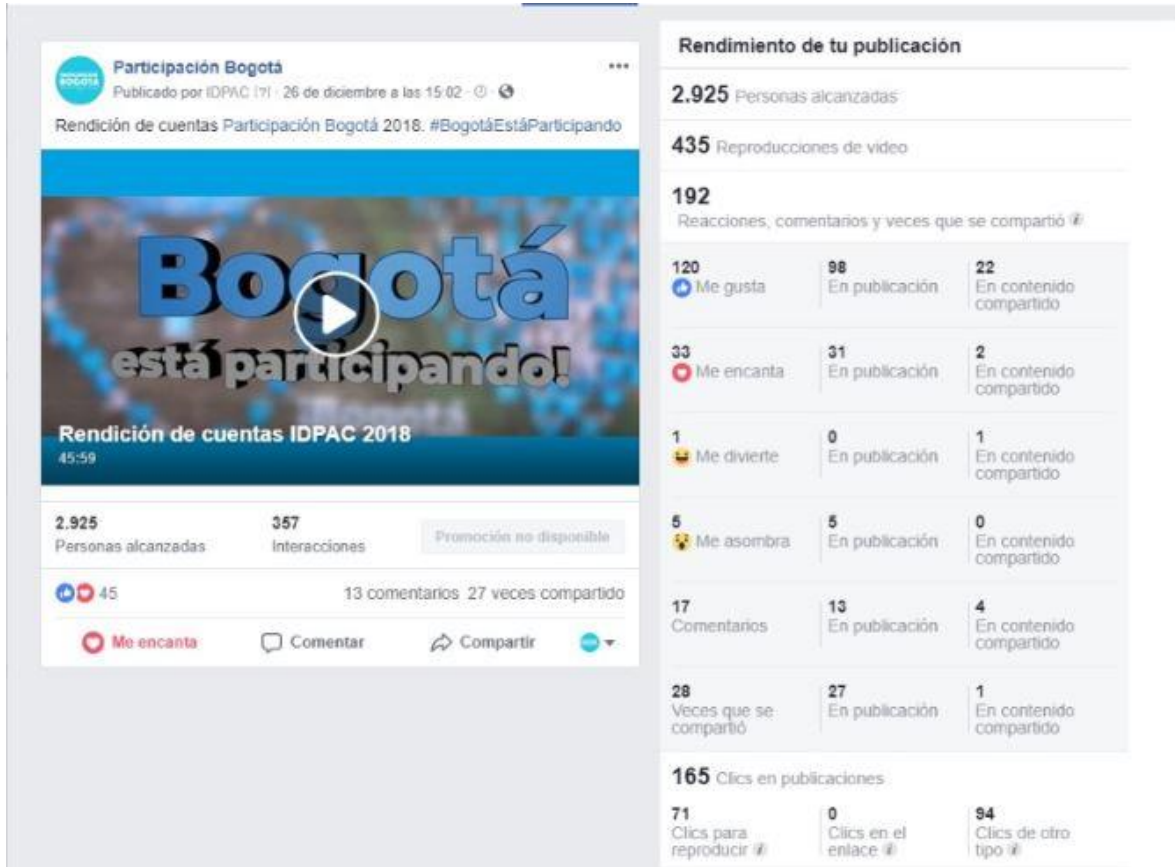 Participación Bogotá
Publicado por IDPAC [?] · 26 de diciembre a las 15:02 ·
Rendición de cuentas Participación Bogotá 2018. #BogotáEstáParticipando
Bogotá
está participando!
Rendición de cuentas IDPAC 2018
45:59
2.925
Personas alcanzadas
357
Interacciones
Promoción no disponible
45
13 comentarios 27 veces compartido
Me encanta
Comentar
Compartir
Rendimiento de tu publicación
2.925 Personas alcanzadas
435 Reproducciones de video
192
Reacciones, comentarios y veces que se compartió
120
Me gusta
98
En publicación
22
En contenido
compartido
33
Me encanta
31
En publicación
2
En contenido
compartido
1
Me divierte
0
En publicación
1
En contenido
compartido
5
Me asombra
5
En publicación
0
En contenido
compartido
17
Comentarios
13
En publicación
4
En contenido
compartido
28
Veces que se
compartió
27
En publicación
1
En contenido
compartido
165 Clics en publicaciones
71
Clics para
reproducir
0
Clics en el
enlace
94
Clics de otro
tipo